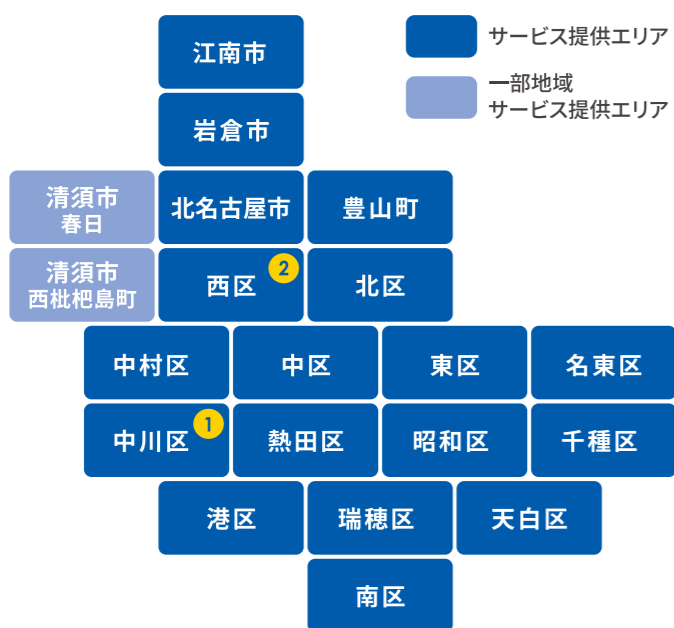 江南市
サービス提供エリア
一部地域
サービス提供エリア
岩倉市
清須市
春日
北名古屋市
豊山町
清須市
西枇杷島町
西区
2
北区
中村区
中区
東区
名東区
中川区
1
熱田区
昭和区
千種区
港区
瑞穂区
天白区
南区